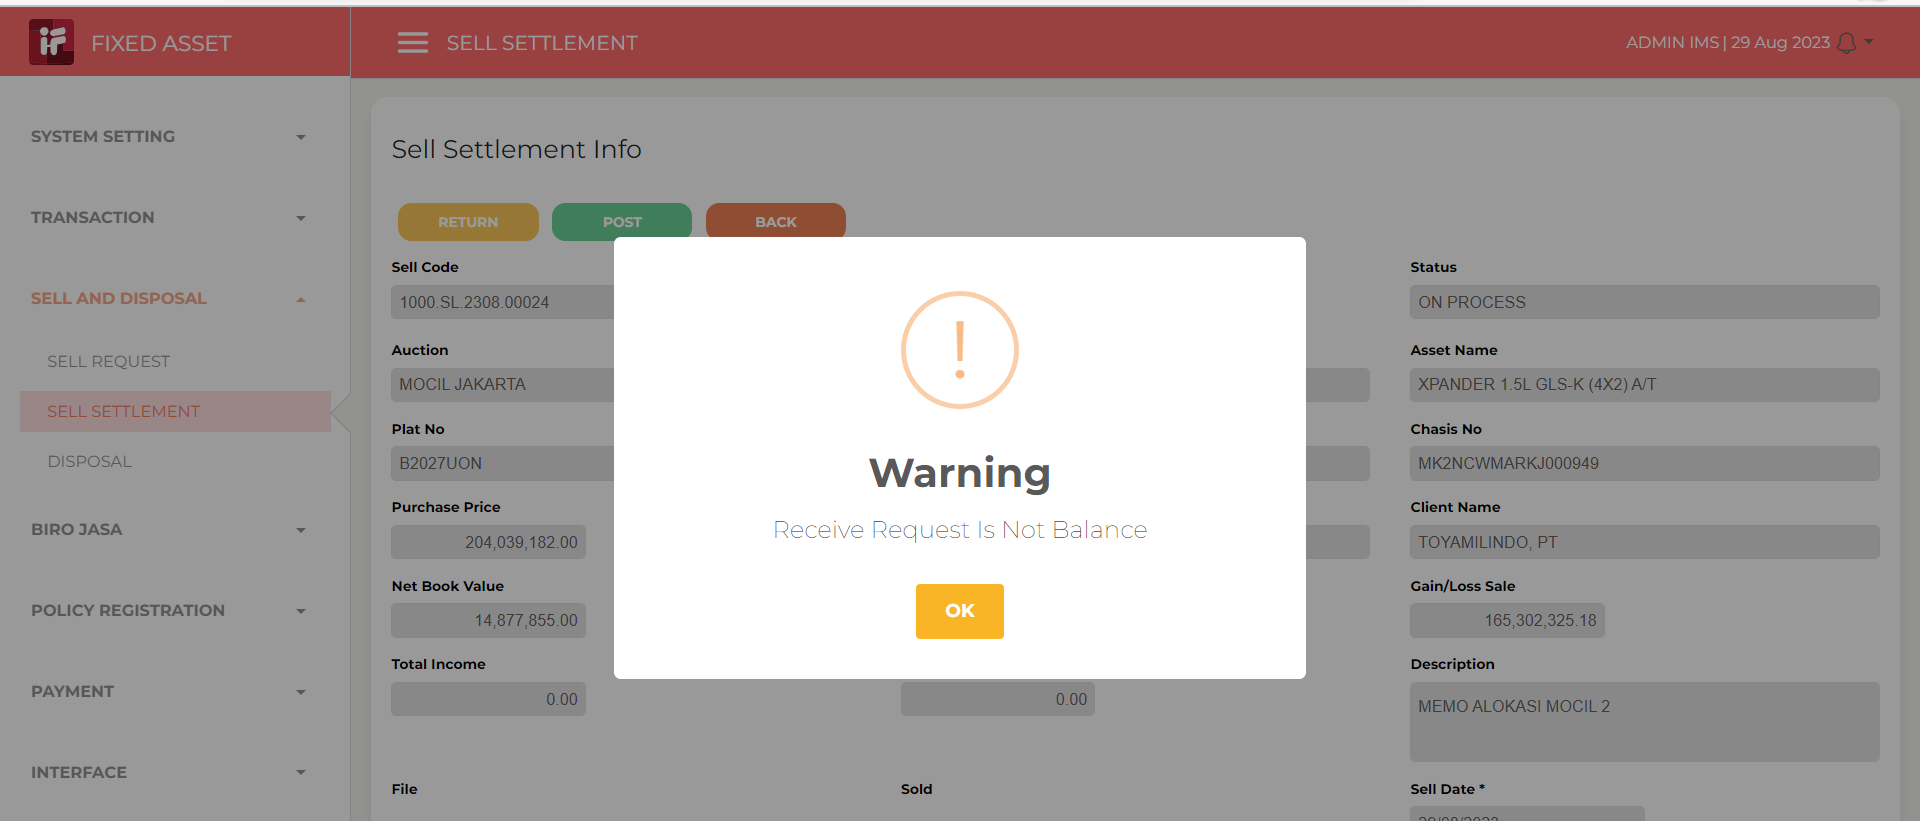 FIXED ASSET
SELL SETTLEMENT
ADMIN IMS | 29 Aug 2023
SYSTEM SETTING
TRANSACTION
SELL AND DISPOSAL
SELL REQUEST
SELL SETTLEMENT
DISPOSAL
BIRO JASA
POLICY REGISTRATION
PAYMENT
INTERFACE
Sell Settlement Info
RETURN POST BACK
Sell Code
1000.SL.2308.00024
Status
ON PROCESS
Auction
MOCIL JAKARTA
Asset Name
XPANDER 1.5L GLS-K (4X2) A/T
Plat No
B2027UON
Chasis No
MK2NCWMARKJ000949
Purchase Price
204,039,182.00
Client Name
TOYAMILINDO, PT
Net Book Value
14,877,855.00
Gain/Loss Sale
165,302,325.18
Total Income
0.00
0.00
Description
MEMO ALOKASI MOCIL 2
File
Sold
Sell Date *
Warning
Receive Request Is Not Balance
OK